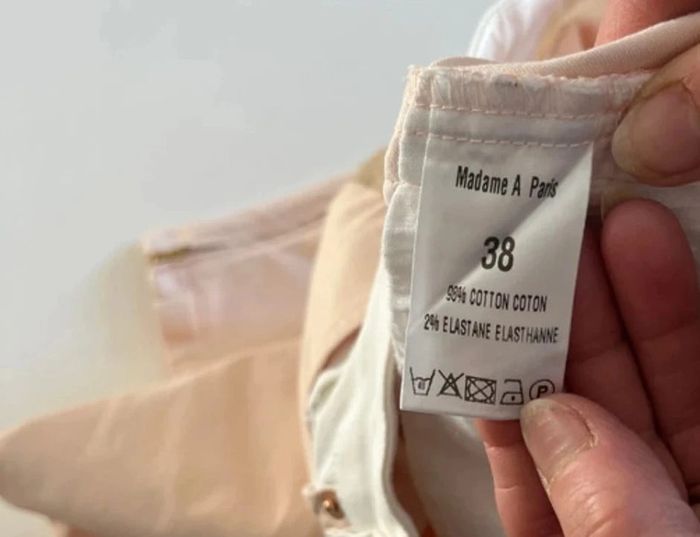 Madame A Paris
38
98% COTTON COTON
2% ELASTANE ELASTHANNE
P